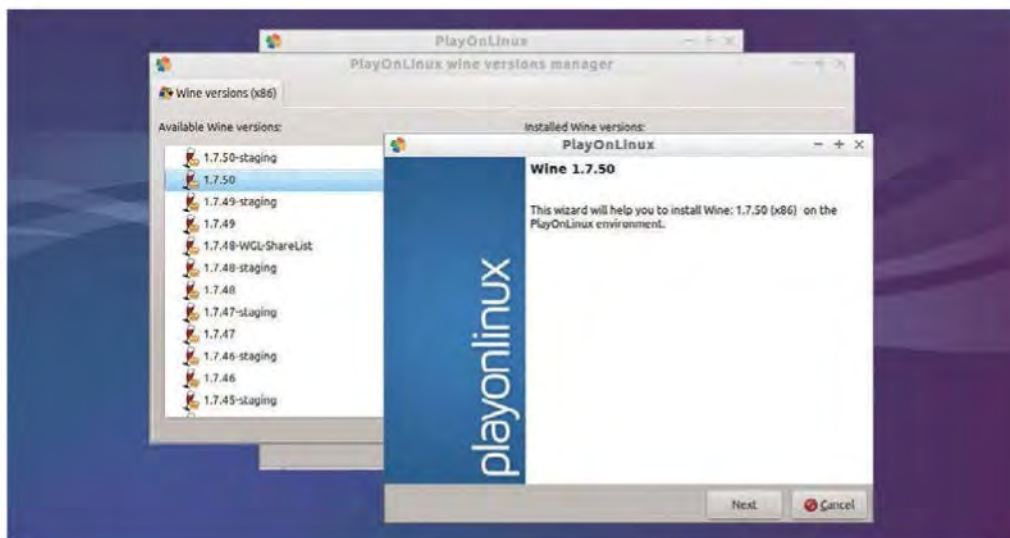 PlayOnLinux
PlayOnLinux wine versions manager
Wine versions (x86)
Available Wine versions:
Installed Wine versions:
1.7.50-staging
1.7.50
1.7.49-staging
1.7.49
1.7.48-WGL-ShareList
1.7.48-staging
1.7.48
1.7.47-staging
1.7.47
1.7.46-staging
1.7.46
1.7.45-staging
PlayOnLinux
Wine 1.7.50
This wizard will help you to install Wine: 1.7.50 (x86) on the
PlayOnLinux environment.
playonlinux
Next
Cancel